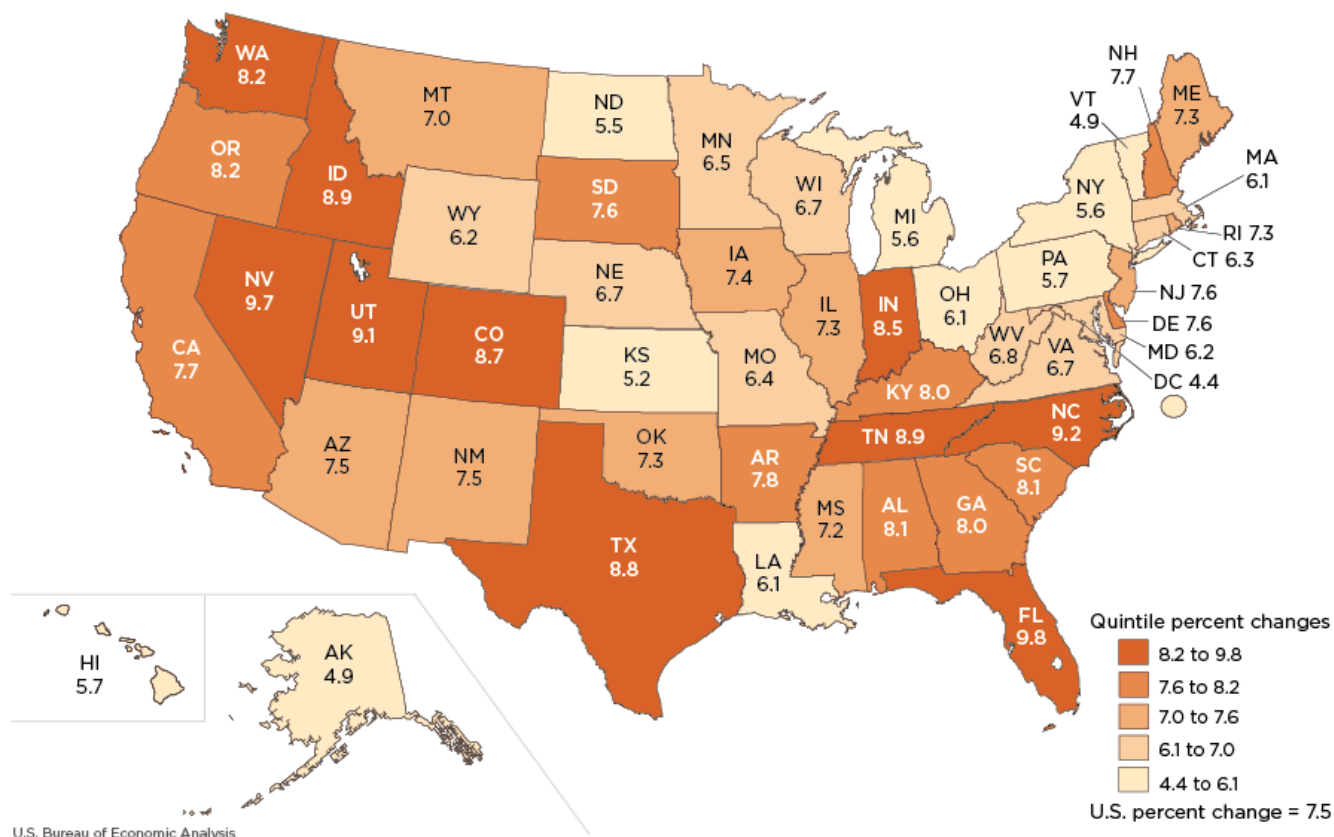 WA
8.2
OR
8.2
CA
7.7
ID
8.9
NV
9.7
MT
7.0
WY
6.2
UT
9.1
CO
8.7
AZ
7.5
NM
7.5
ND
5.5
SD
7.6
NE
6.7
KS
5.2
OK
7.3
TX
8.8
MN
6.5
IA
7.4
MO
6.4
AR
7.8
LA
6.1
WI
6.7
IL
7.3
MS
7.2
MI
5.6
IN
8.5
KY 8.0
TN 8.9
AL
8.1
OH
6.1
WV
6.8
VA
6.7
NC
9.2
SC
8.1
GA
8.0
FL
9.8
PA
5.7
NY
5.6
VT
4.9
NH
7.7
ME
7.3
MA
6.1
RI 7.3
CT 6.3
NJ 7.6
DE 7.6
MD 6.2
DC 4.4
HI
5.7
AK
4.9
Quintile percent changes
8.2 to 9.8
7.6 to 8.2
7.0 to 7.6
6.1 to 7.0
4.4 to 6.1
U.S. percent change = 7.5
U.S. Bureau of Economic Analysis